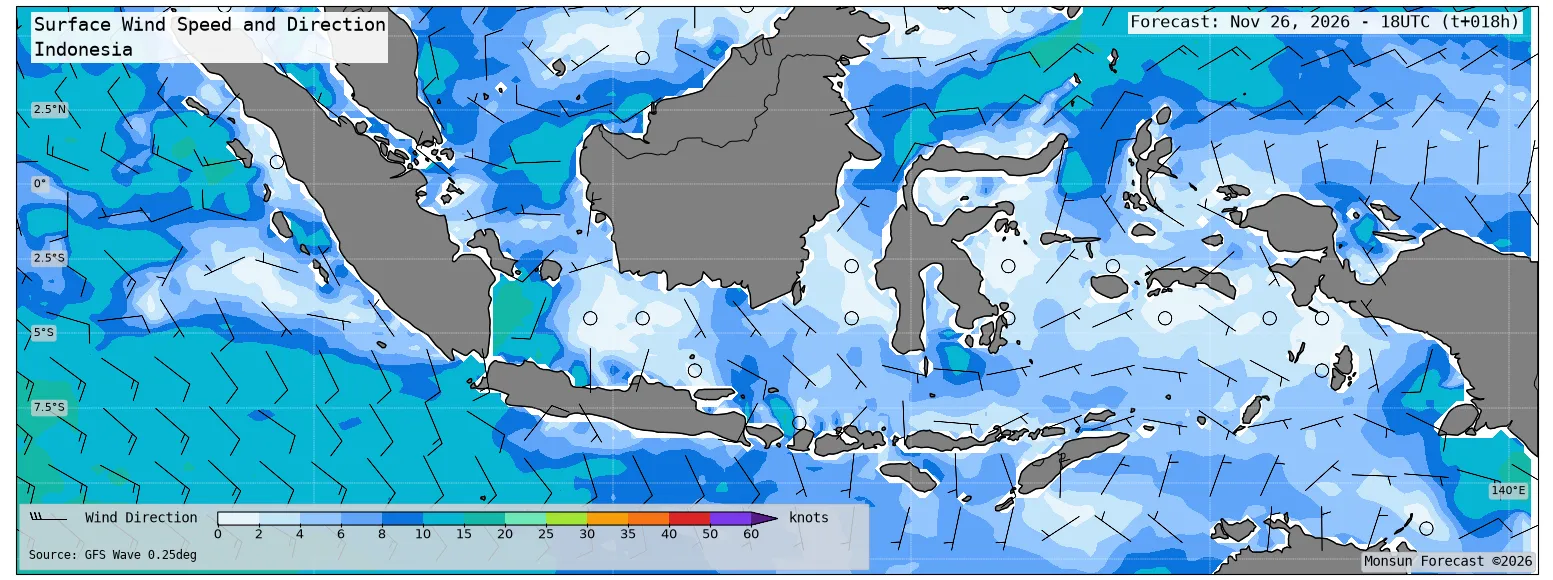 Surface Wind Speed and Direction
Indonesia
Forecast: Nov 26, 2026 - 18UTC (t+018h)
2.5°N
0°
2.5°S
5°S
7.5°S
140°E
Wind Direction
0 2 4 6 8 10 15 20 25 30 35 40 50 60 knots
Source: GFS Wave 0.25deg
Monsun Forecast ©2026